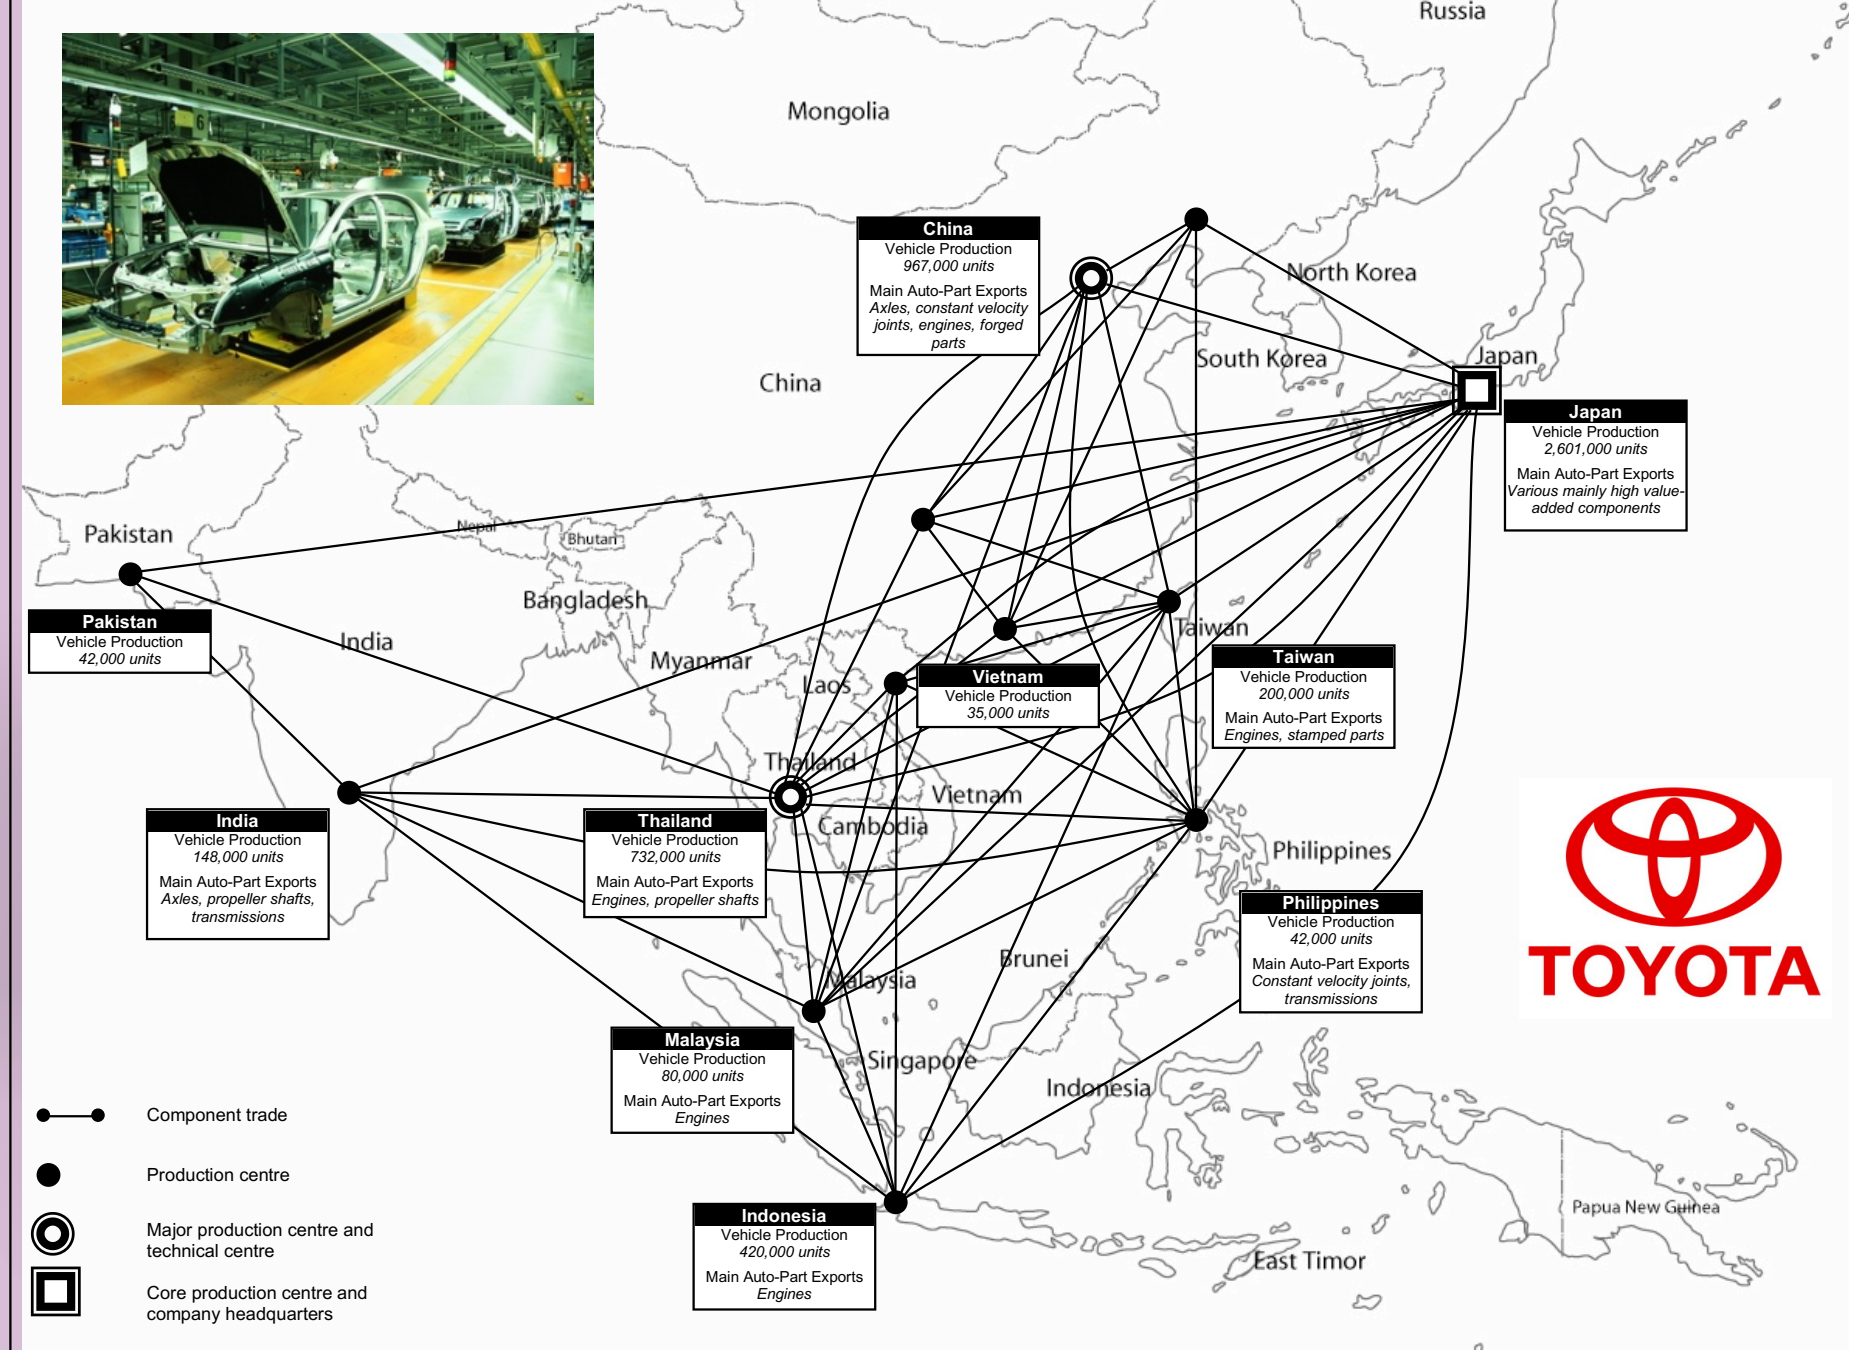 Russia
Mongolia
China
Vehicle Production
967,000 units
Main Auto-Part Exports
Axles, constant velocity
joints, engines, forged
parts
North Korea
South Korea
Japan
China
Japan
Vehicle Production
2,601,000 units
Main Auto-Part Exports
Various mainly high value-
added components
Pakistan
Nepal
Bhutan
Bangladesh
Pakistan
Vehicle Production
42,000 units
India
Myanmar
Laos
Taiwan
Vietnam
Vehicle Production
35,000 units
Taiwan
Vehicle Production
200,000 units
Main Auto-Part Exports
Engines, stamped parts
Thailand
Vietnam
Cambodia
India
Vehicle Production
148,000 units
Main Auto-Part Exports
Axles, propeller shafts,
transmissions
Thailand
Vehicle Production
732,000 units
Main Auto-Part Exports
Engines, propeller shafts
Philippines
Philippines
Vehicle Production
42,000 units
Main Auto-Part Exports
Constant velocity joints,
transmissions
TOYOTA
Brunei
Malaysia
Malaysia
Vehicle Production
80,000 units
Main Auto-Part Exports
Engines
Singapore
Indonesia
Component trade
Production centre
Major production centre and
technical centre
Core production centre and
company headquarters
Indonesia
Vehicle Production
420,000 units
Main Auto-Part Exports
Engines
Papua New Guinea
East Timor
6